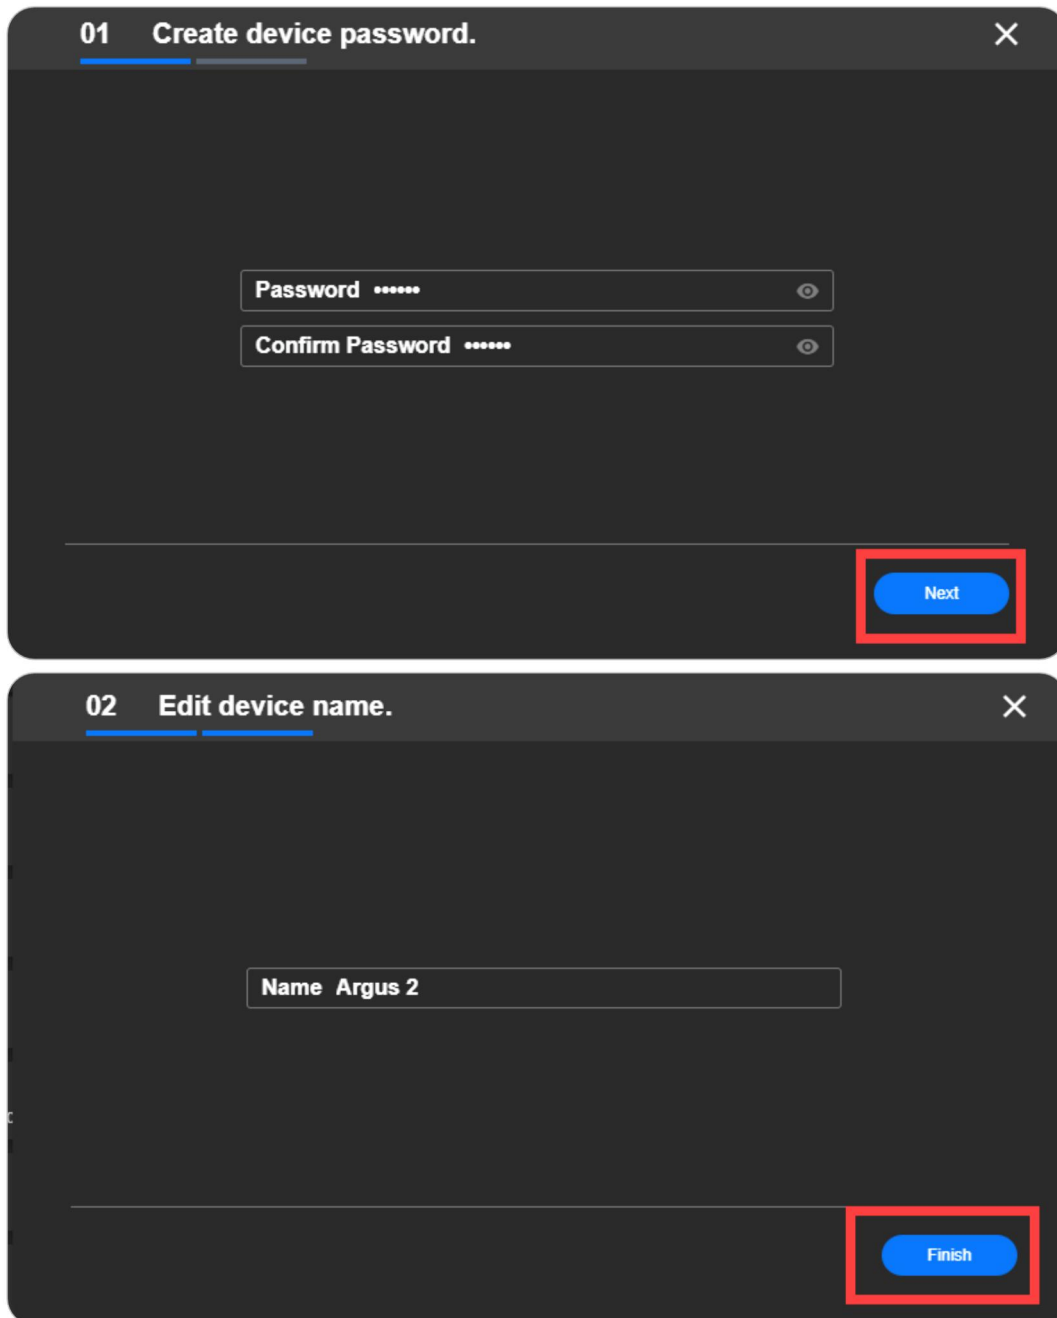 01 Create device password.
Password ••••••
Confirm Password ••••••
Next
02 Edit device name.
Name Argus 2
Finish